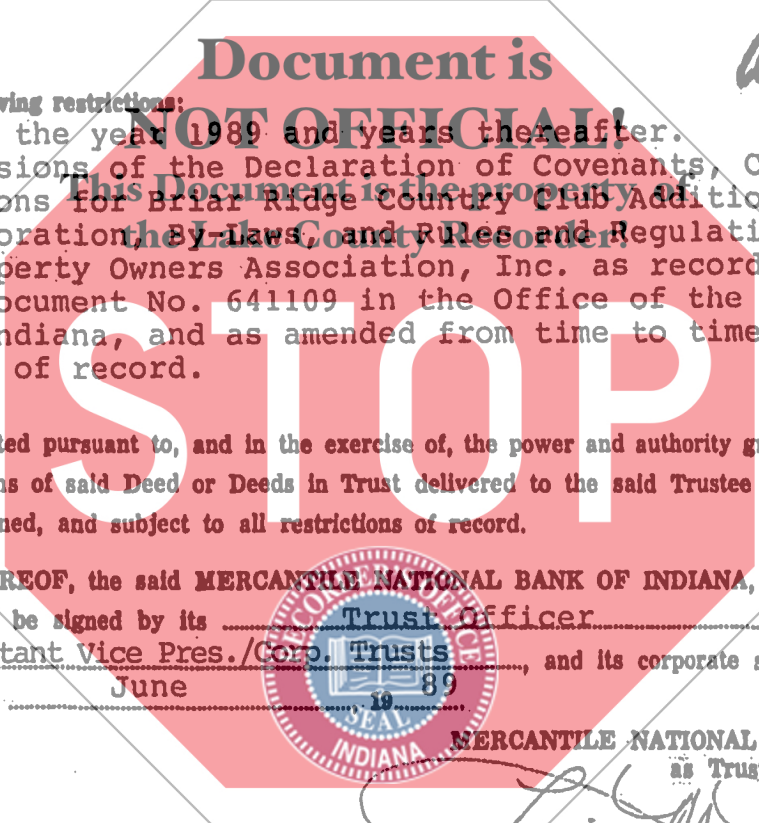 Document is
NOT OFFICIAL!
This Document is the property of
the Lake County Recorder!
STOP
wing restrictions:
the year 1989 and years thereafter.
sions of the Declaration of Covenants, C
ons for Briar Ridge Country Club Additio
oration, By-Laws, and Rules and Regulati
perty Owners Association, Inc. as record
ocument No. 641109 in the Office of the
ndiana, and as amended from time to time
of record.
ted pursuant to, and in the exercise of, the power and authority g
ns of said Deed or Deeds in Trust delivered to the said Trustee
ned, and subject to all restrictions of record.
REOF, the said MERCANTILE NATIONAL BANK OF INDIANA,
be signed by its Trust Officer
tant Vice Pres./Corp. Trusts, and its corporate s
June, 19 89
RECORDER'S OFFICE
SEAL
INDIANA
MERCANTILE NATIONAL
as Trus